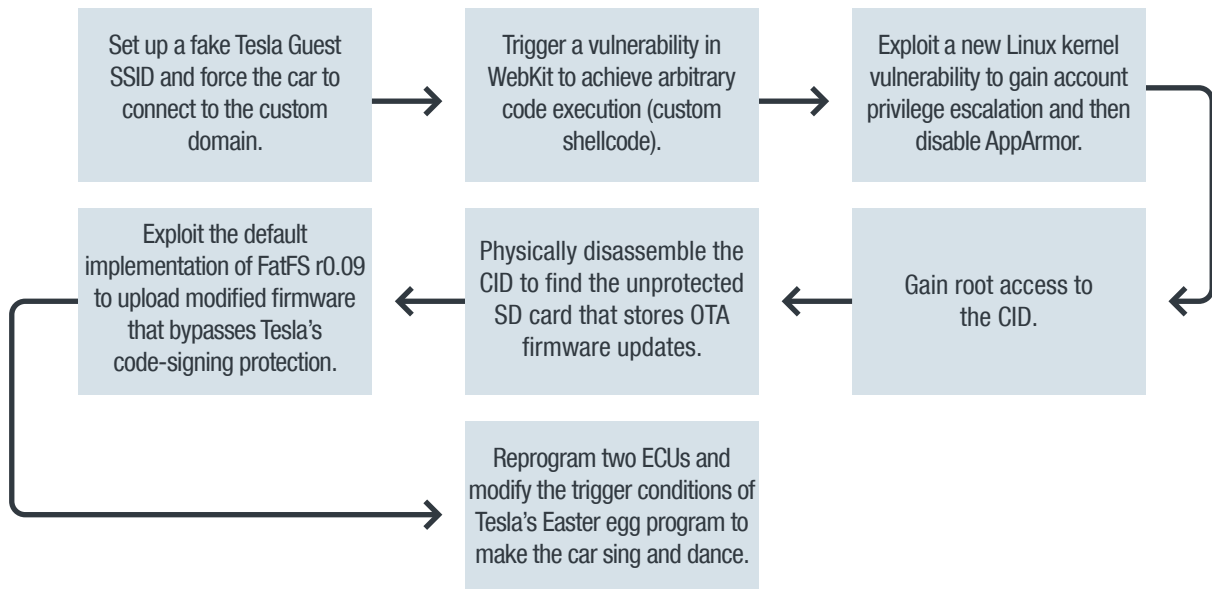 Set up a fake Tesla Guest
SSID and force the car to
connect to the custom
domain.
Trigger a vulnerability in
WebKit to achieve arbitrary
code execution (custom
shellcode).
Exploit a new Linux kernel
vulnerability to gain account
privilege escalation and then
disable AppArmor.
Gain root access to
the CID.
Physically disassemble the
CID to find the unprotected
SD card that stores OTA
firmware updates.
Exploit the default
implementation of FatFS r0.09
to upload modified firmware
that bypasses Tesla’s
code-signing protection.
Reprogram two ECUs and
modify the trigger conditions of
Tesla’s Easter egg program to
make the car sing and dance.